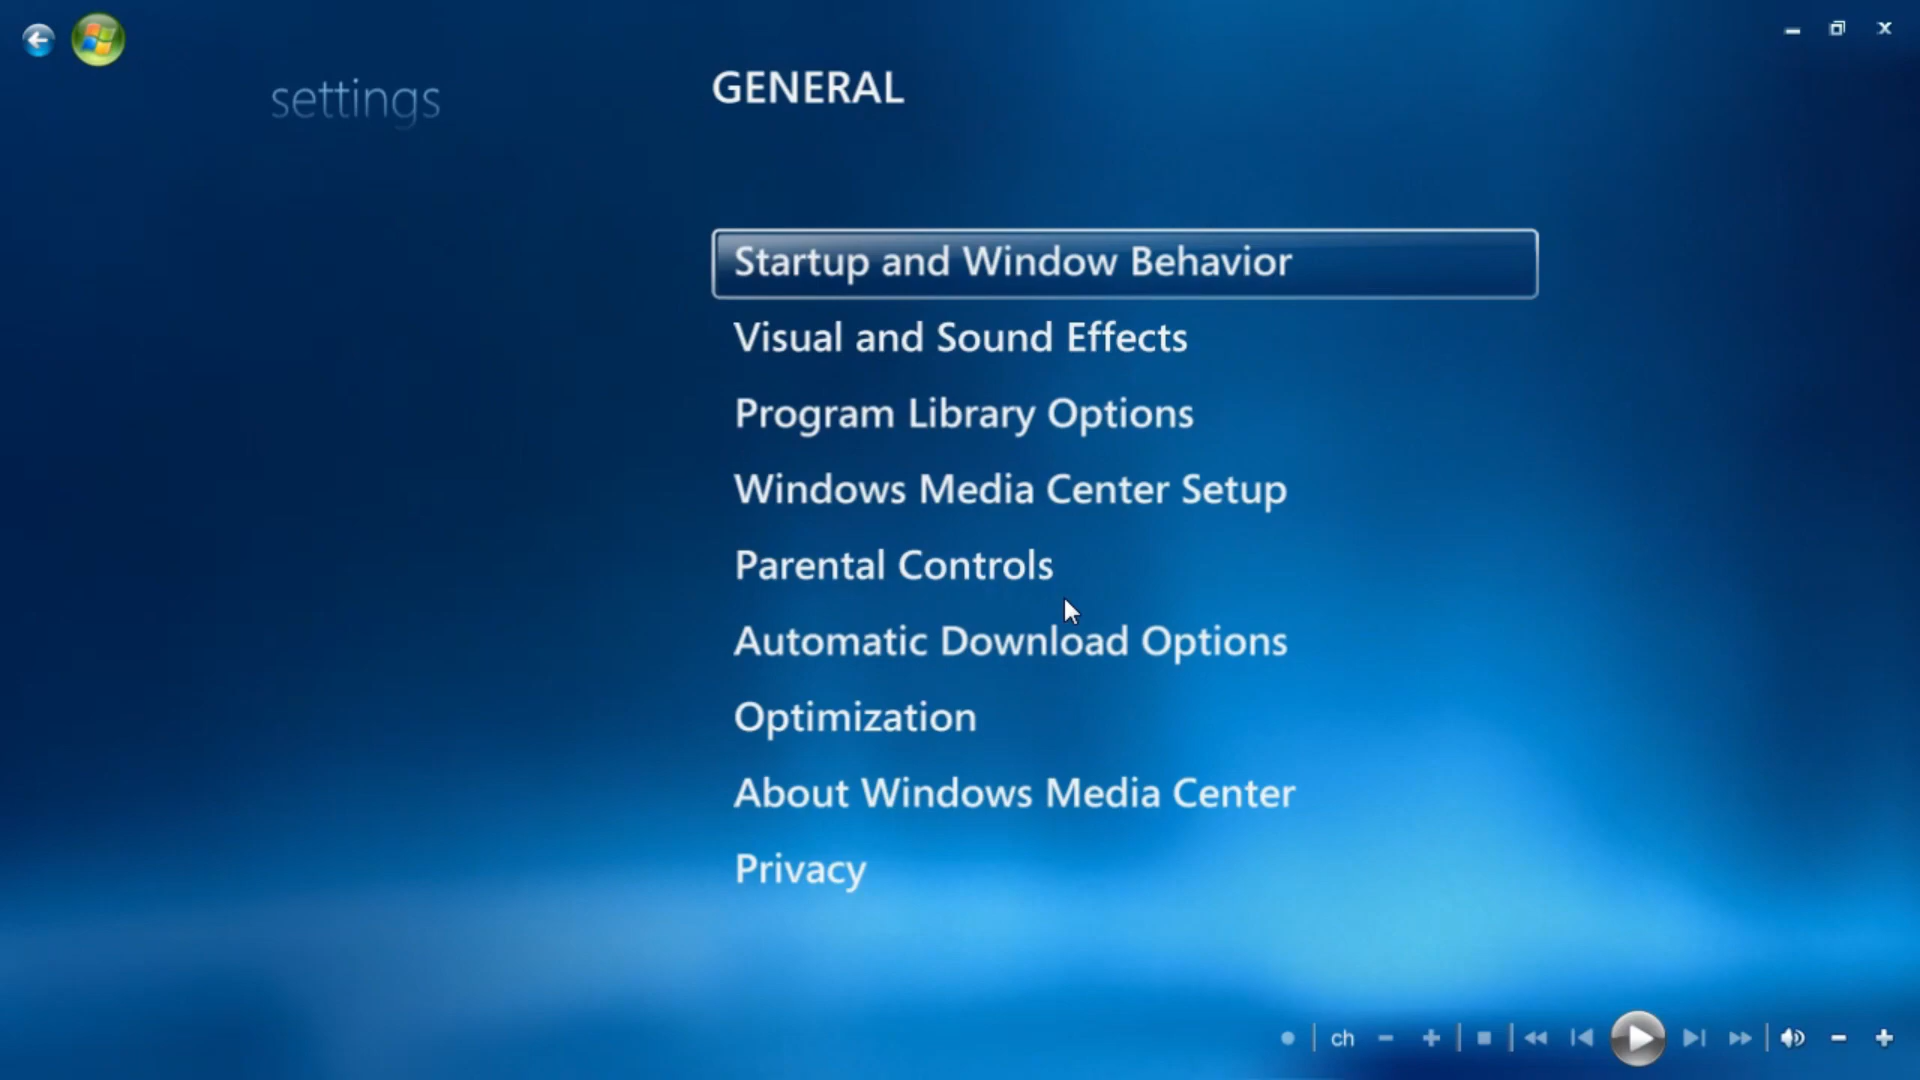 settings
GENERAL
Startup and Window Behavior
Visual and Sound Effects
Program Library Options
Windows Media Center Setup
Parental Controls
Automatic Download Options
Optimization
About Windows Media Center
Privacy
ch